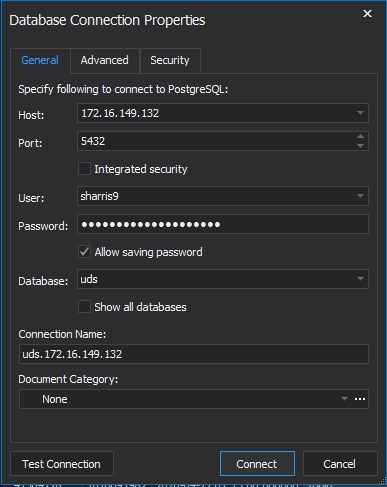 Database Connection Properties
General Advanced Security
Specify following to connect to PostgreSQL:
Host: 172.16.149.132
Port: 5432
Integrated security
User: sharris9
Password: ●●●●●●●●●●●●●●●●●●●●
Allow saving password
Database: uds
Show all databases
Connection Name:
uds.172.16.149.132
Document Category:
None ...
Test Connection Connect Cancel